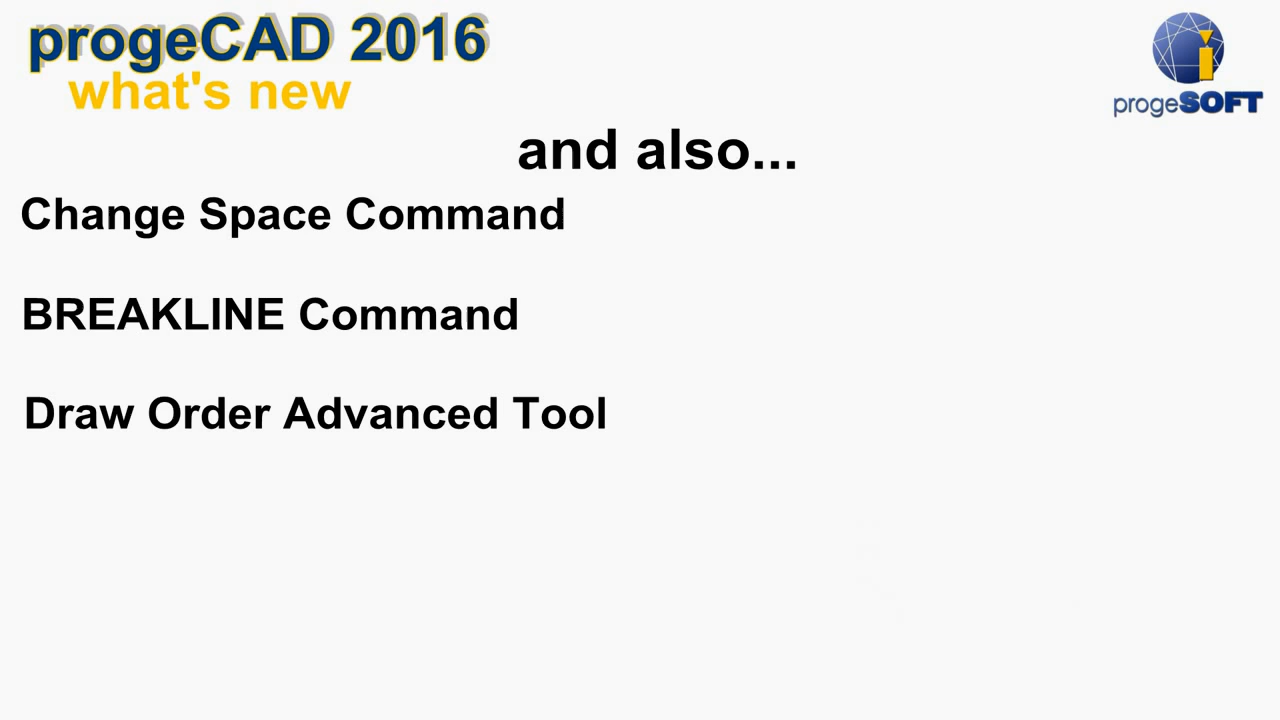 progeCAD 2016
what's new
progeSOFT
and also...
Change Space Command
BREAKLINE Command
Draw Order Advanced Tool